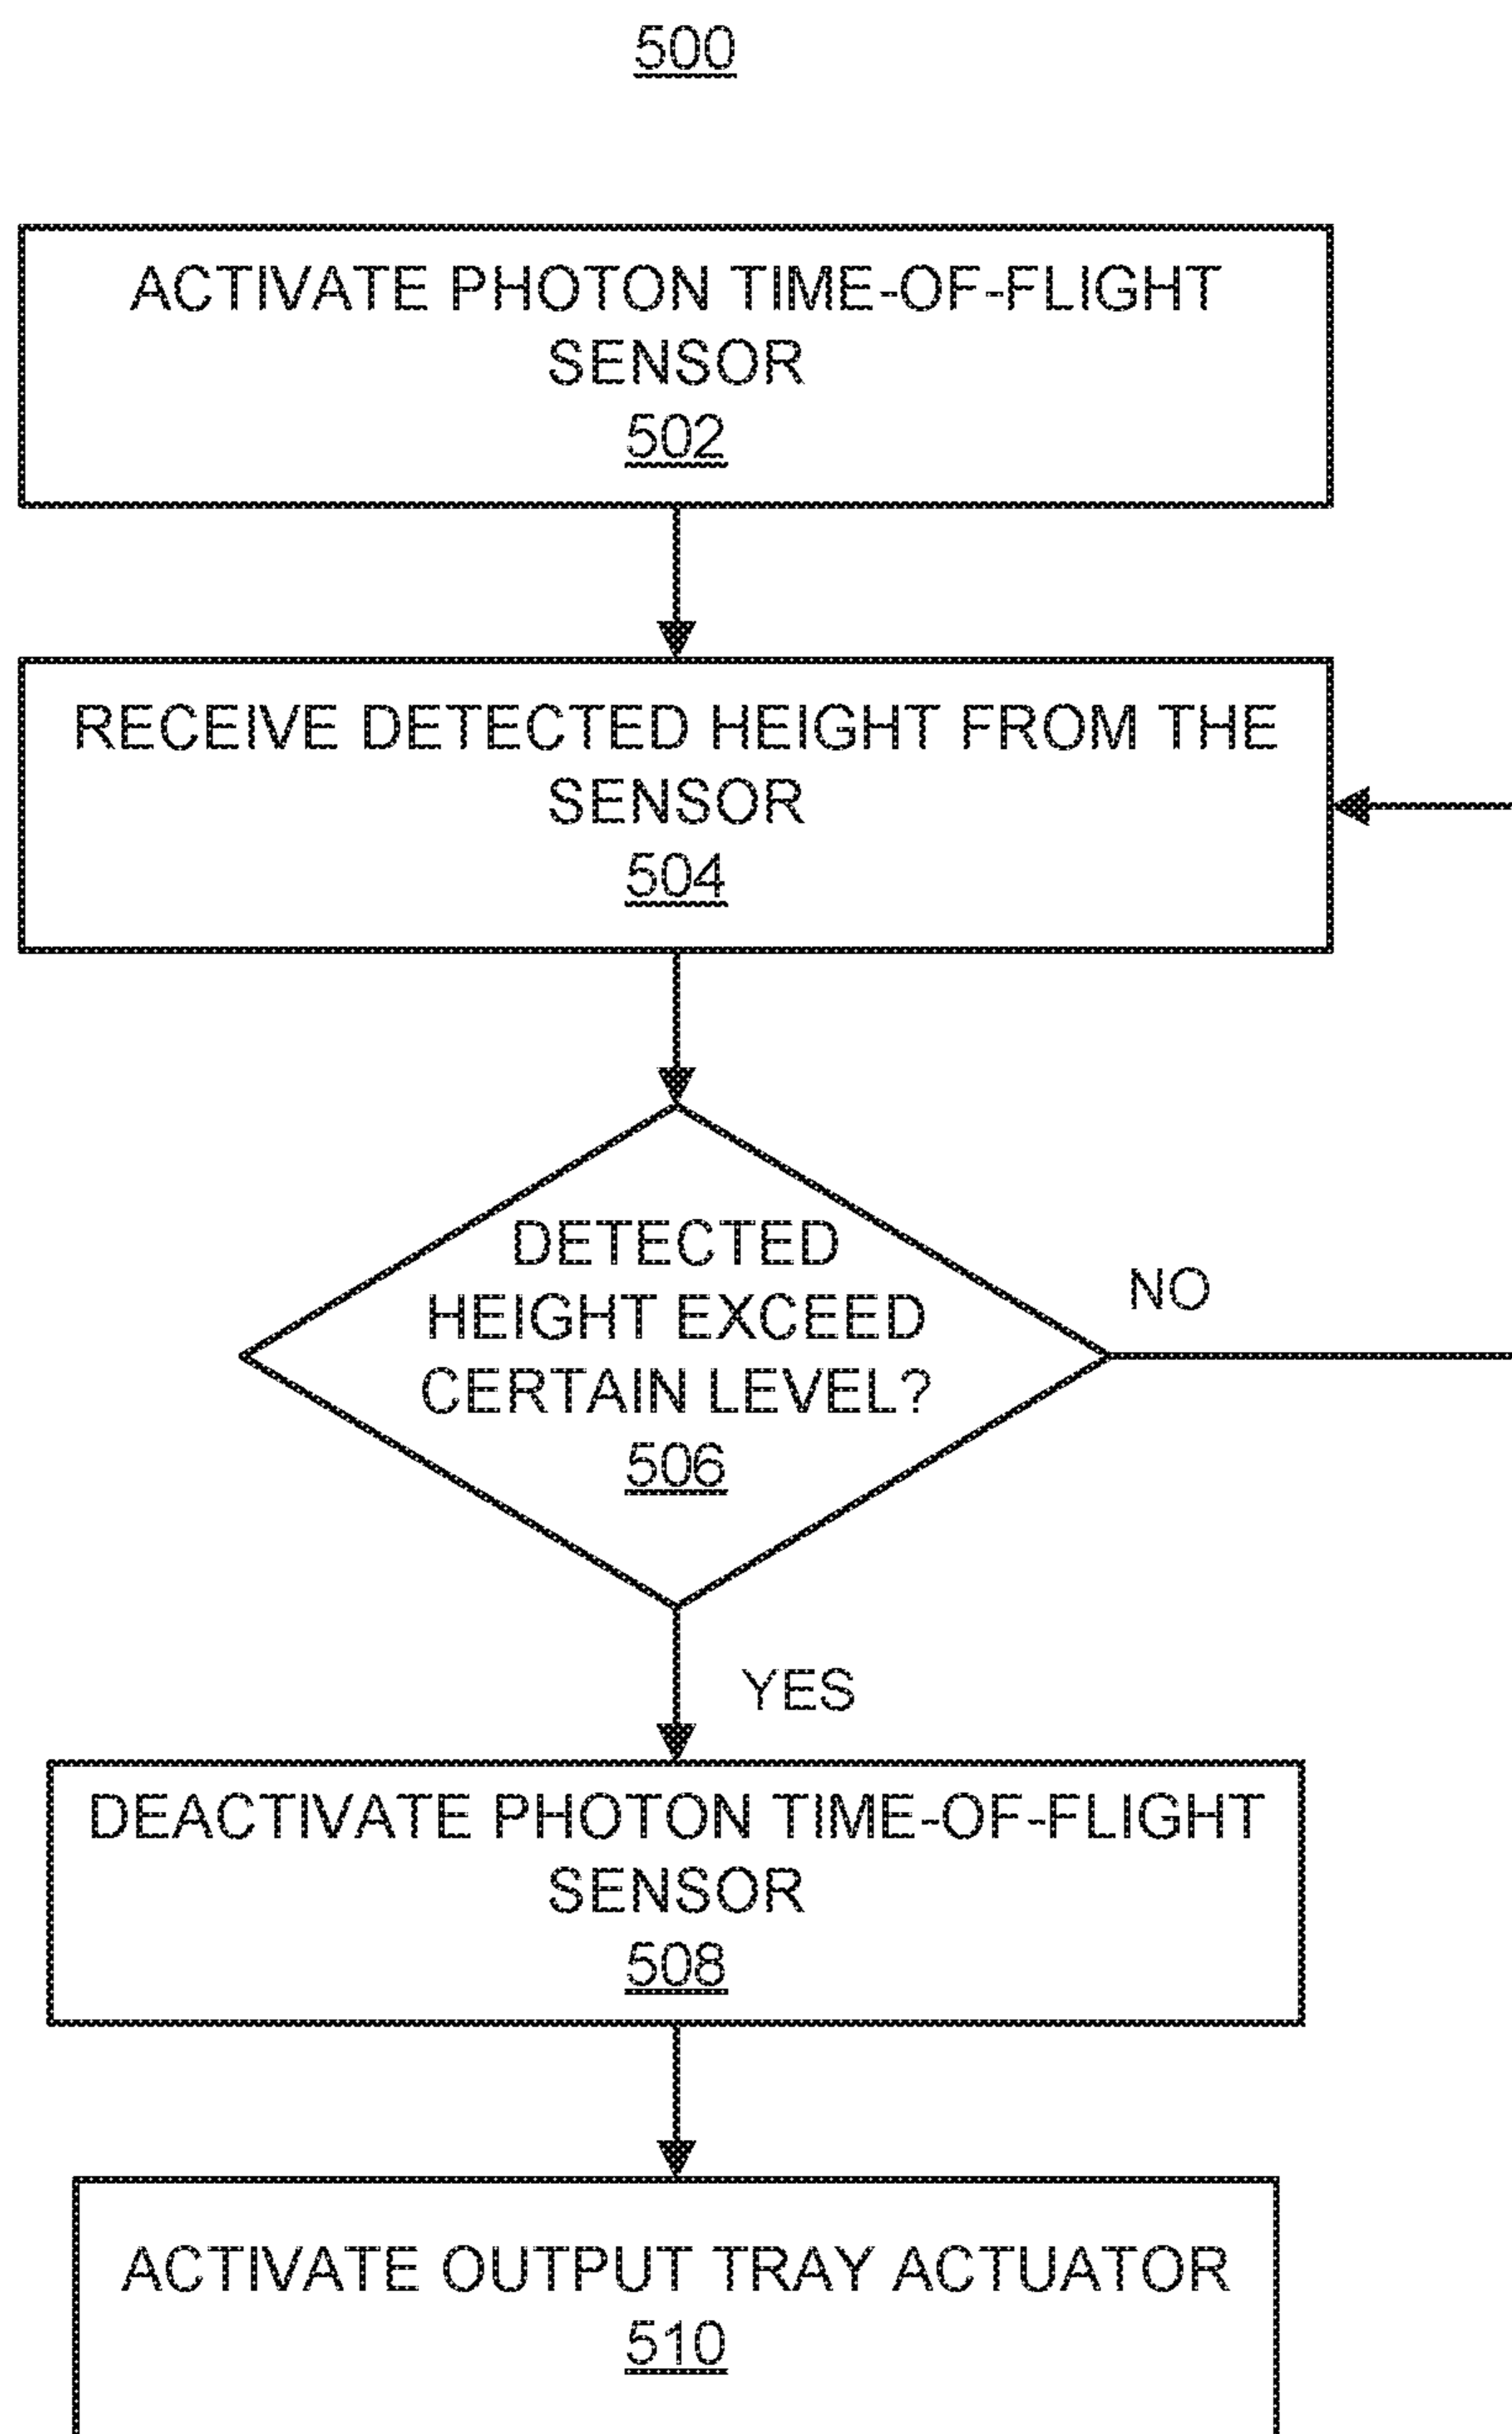 500
ACTIVATE PHOTON TIME-OF-FLIGHT
SENSOR
502
RECEIVE DETECTED HEIGHT FROM THE
SENSOR
504
DETECTED
HEIGHT EXCEED
CERTAIN LEVEL?
506
NO
YES
DEACTIVATE PHOTON TIME-OF-FLIGHT
SENSOR
508
ACTIVATE OUTPUT TRAY ACTUATOR
510